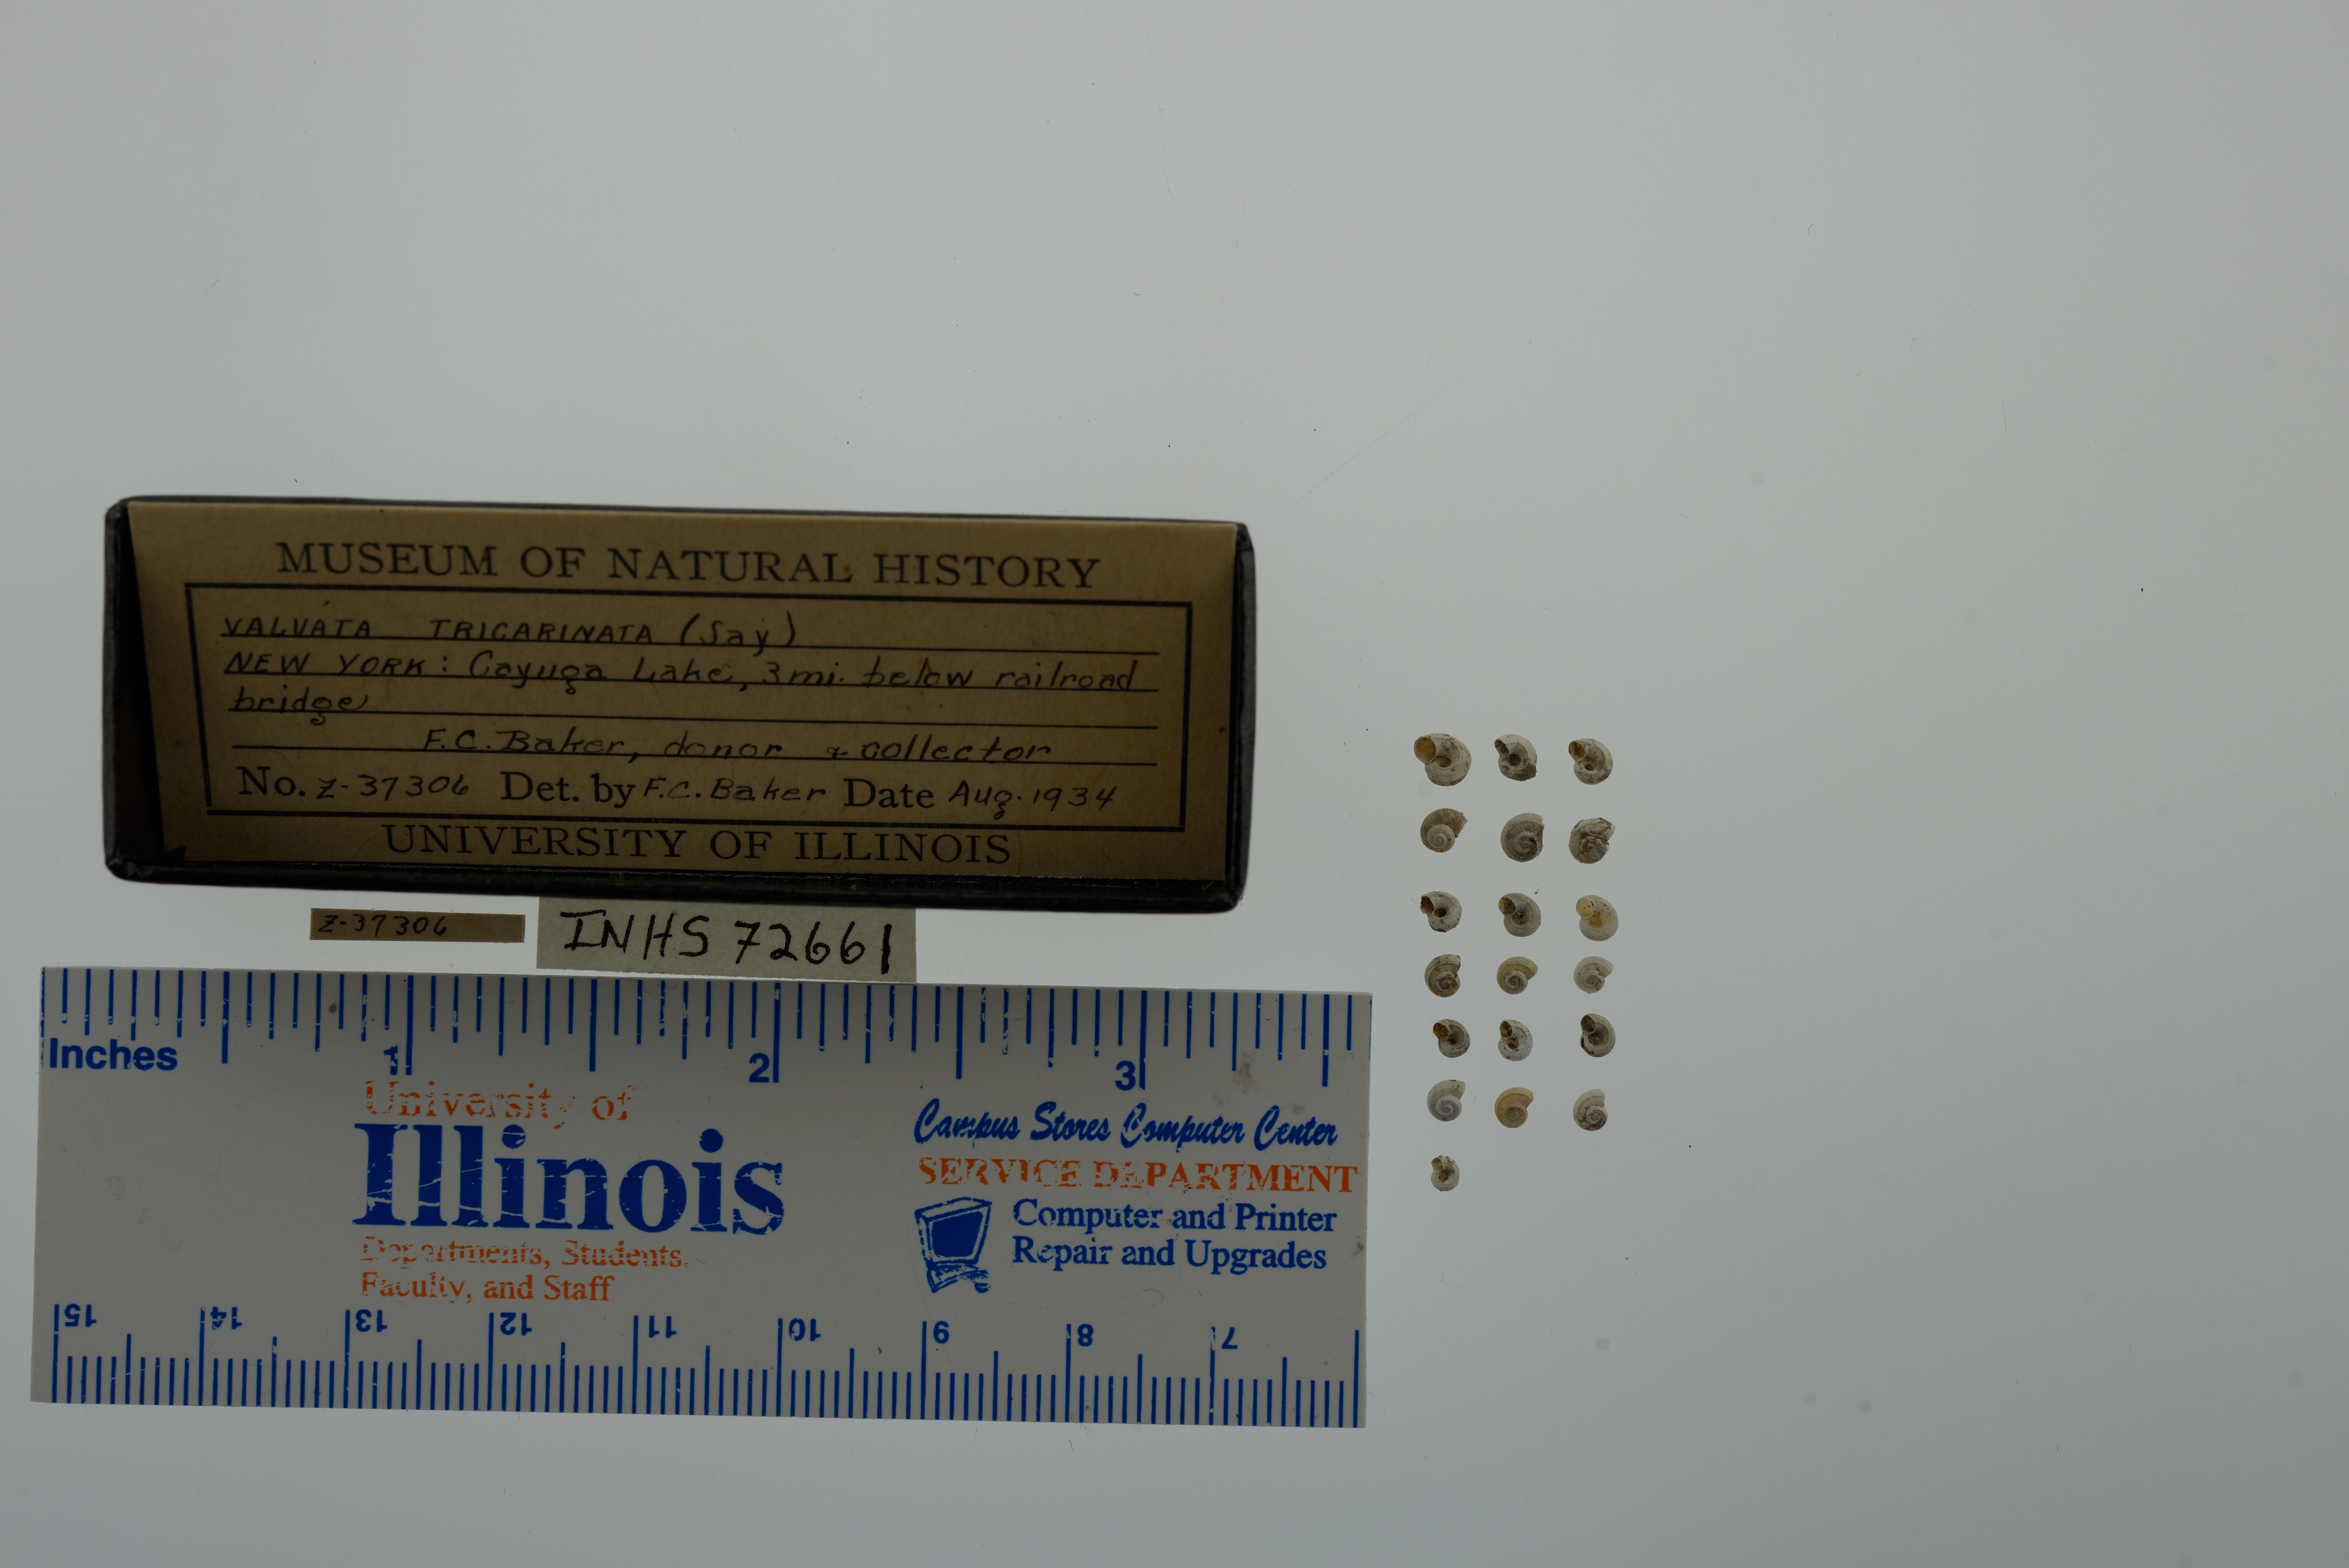 MUSEUM OF NATURAL HISTORY
VALVATA TRICARINATA (Say)
NEW YORK: Cayuga Lake, 3 mi. below railroad
bridge
F.C. Baker, donor & collector
No. Z-37306 Det. by F.C. Baker Date Aug. 1934
UNIVERSITY OF ILLINOIS
Z-37306
INHS 72661
Inches 1 2 3
University of
Illinois
Departments, Students,
Faculty, and Staff
Campus Stores Computer Center
SERVICE DEPARTMENT
Computer and Printer
Repair and Upgrades
15 14 13 12 11 10 9 8 7